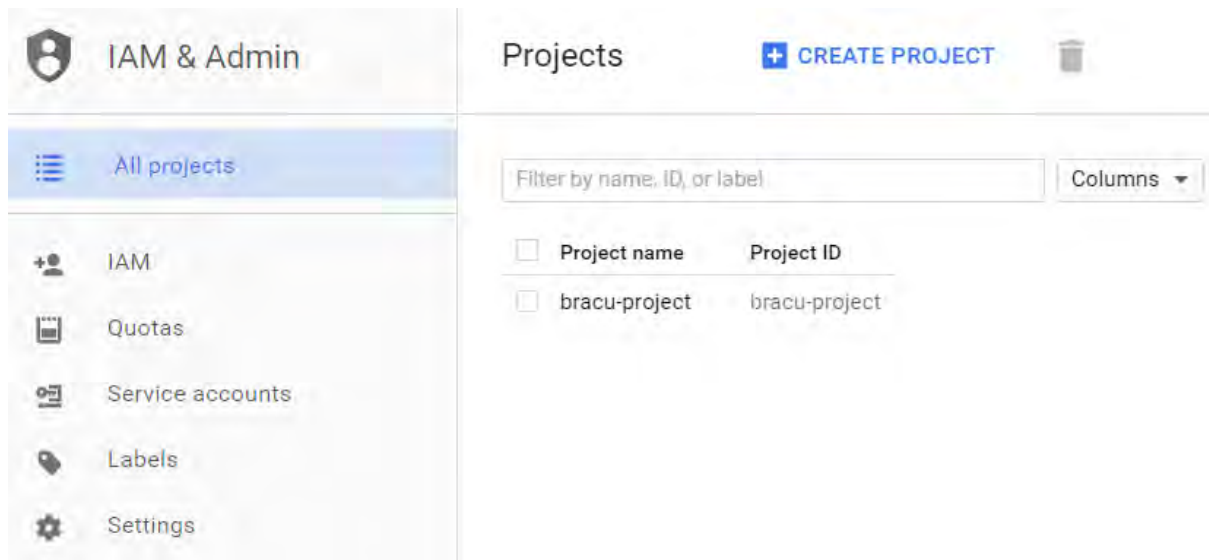 IAM & Admin
Projects
CREATE PROJECT
All projects
Filter by name, ID, or label
Columns
Project name
Project ID
bracu-project
bracu-project
IAM
Quotas
Service accounts
Labels
Settings